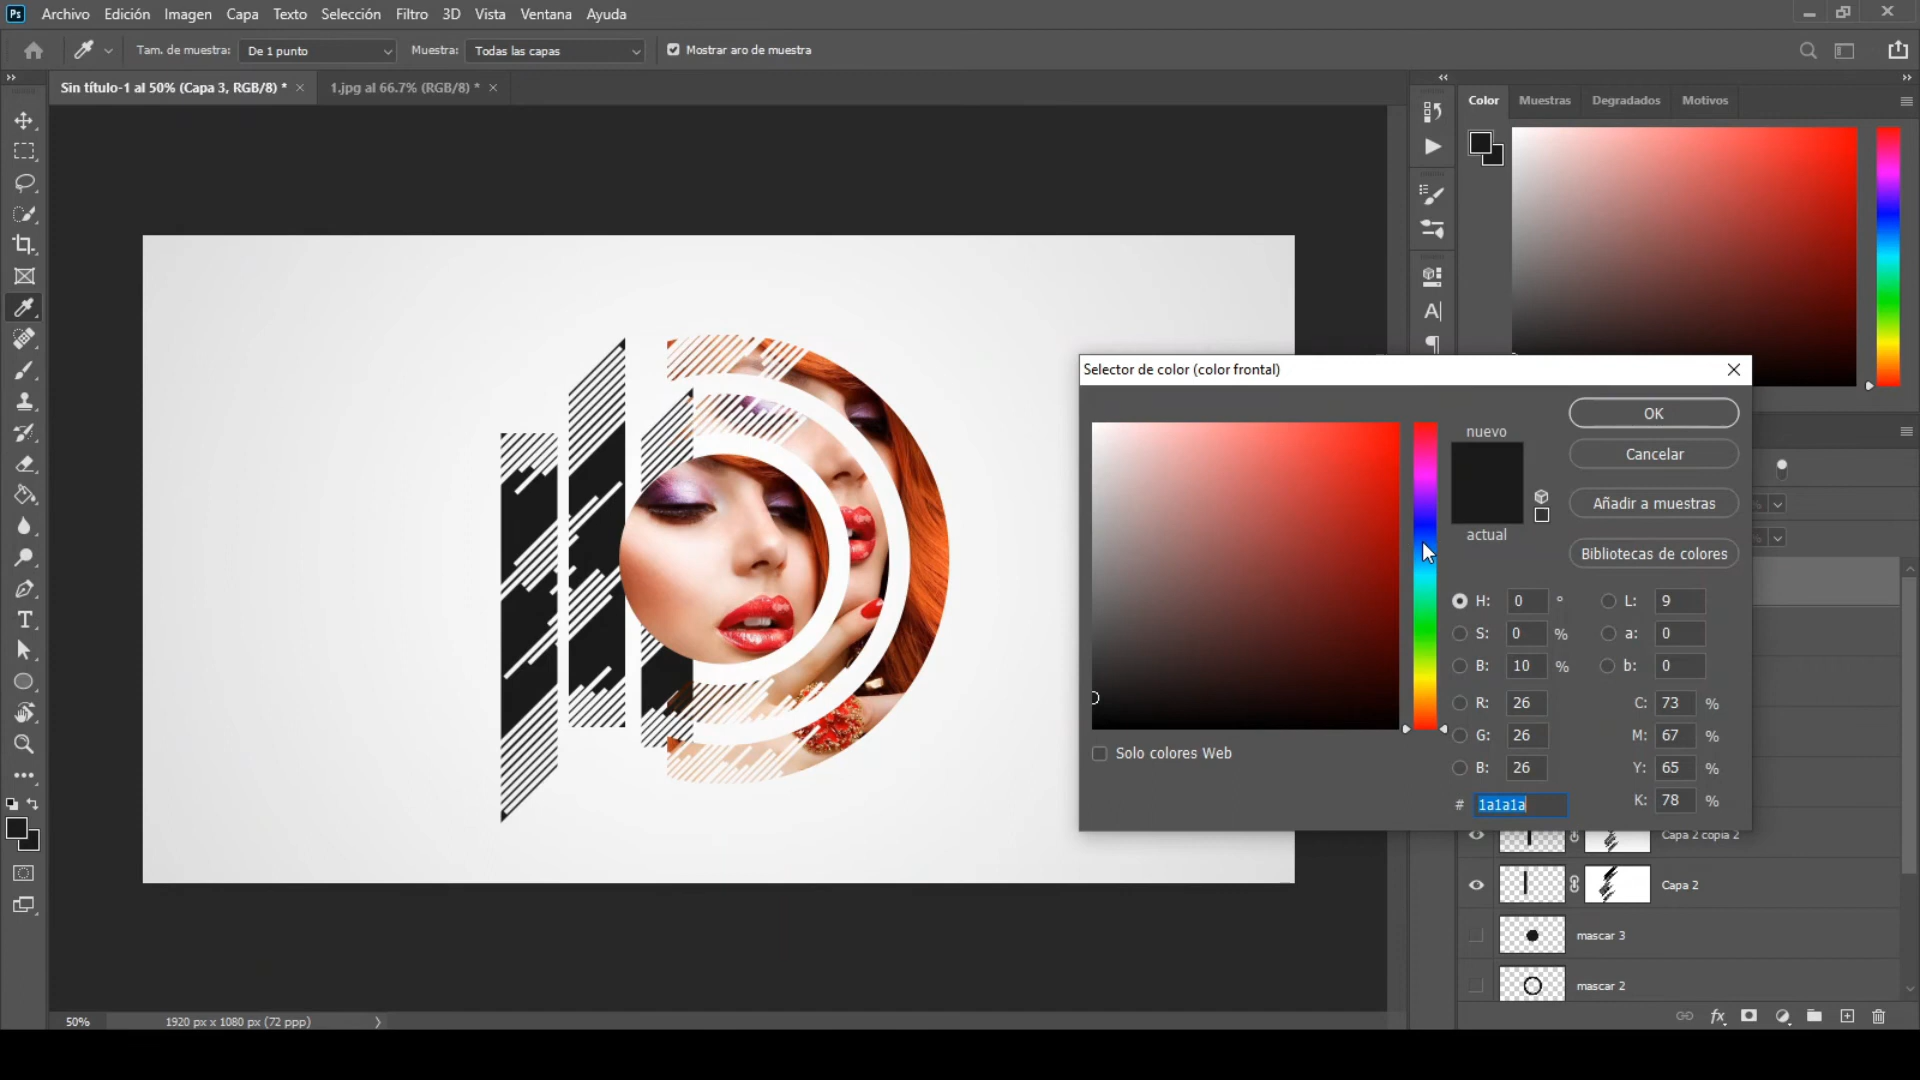 Ps Archivo Edición Imagen Capa Texto Selección Filtro 3D Vista Ventana Ayuda
Tam. de muestra: De 1 punto Muestra: Todas las capas Mostrar aro de muestra
Sin título-1 al 50% (Capa 3, RGB/8) * × 1.jpg al 66.7% (RGB/8) * ×
Color Muestras Degradados Motivos
Selector de color (color frontal)
OK
nuevo
Cancelar
Añadir a muestras
actual
Bibliotecas de colores
H: 0 ° L: 9
S: 0 % a: 0
B: 10 % b: 0
R: 26 C: 73 %
G: 26 M: 67 %
Solo colores Web
B: 26 Y: 65 %
# 1a1a1a K: 78 %
Capa 2 copia 2
Capa 2
mascar 3
mascar 2
50% 1920 px x 1080 px (72 ppp)
fx